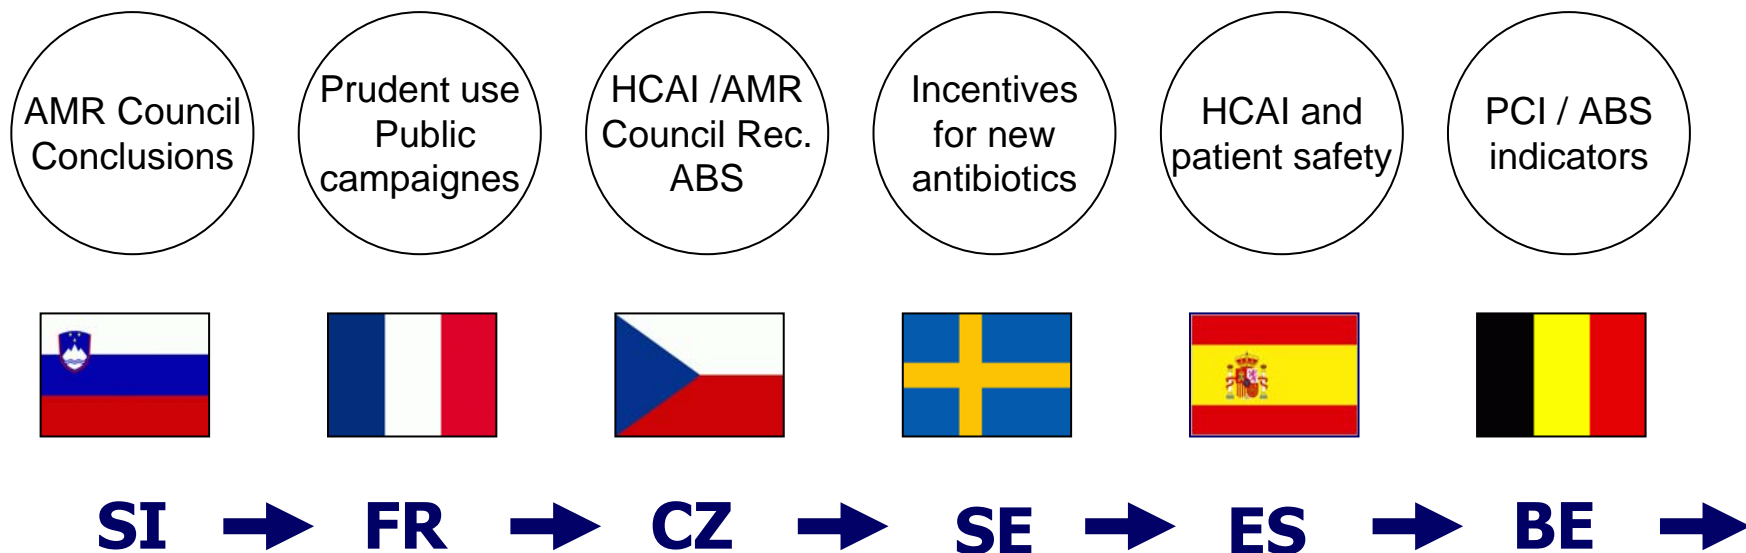 AMR Council
Conclusions
Prudent use
Public
campaignes
HCAI /AMR
Council Rec.
ABS
Incentives
for new
antibiotics
HCAI and
patient safety
PCI / ABS
indicators
SI
FR
CZ
SE
ES
BE